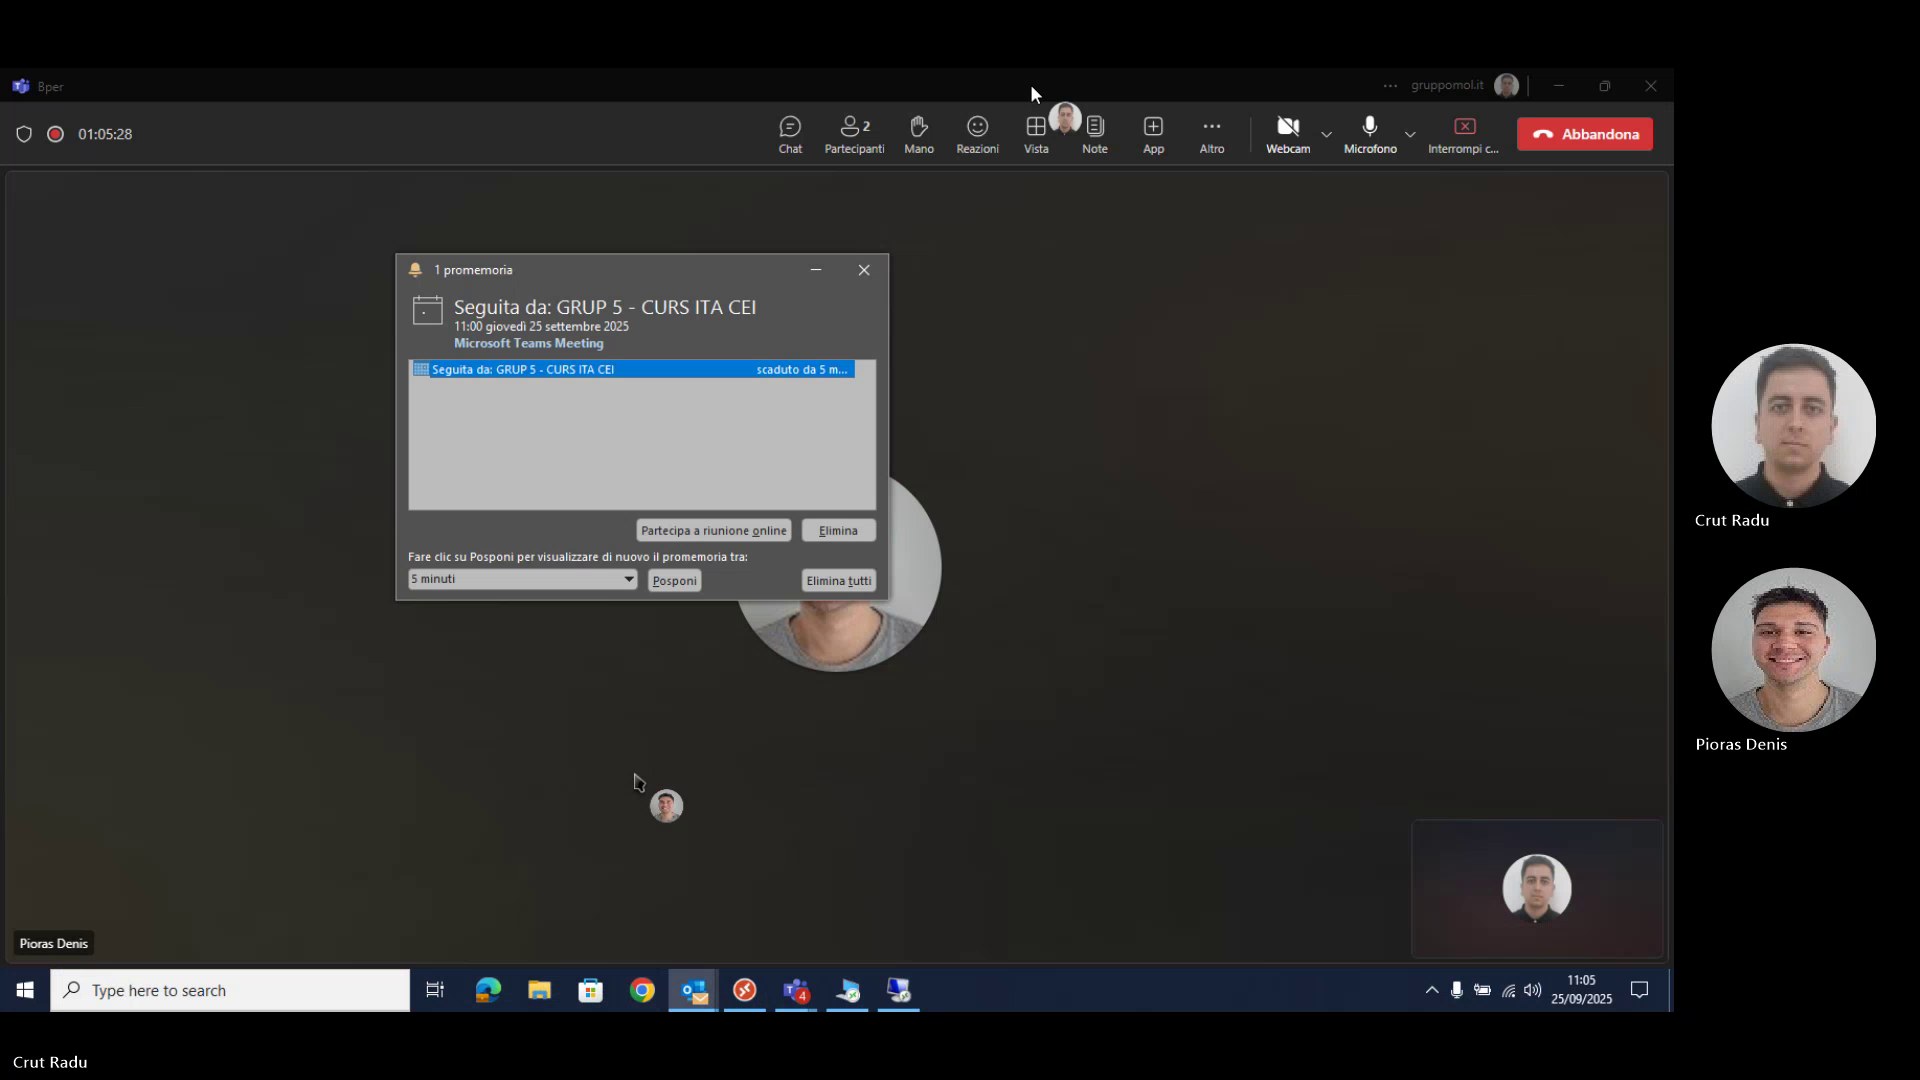 Bper
gruppomol.it
01:05:28
Chat
Partecipanti
2
Mano
Reazioni
Vista
Note
App
Altro
Webcam
Microfono
Interrompi c...
Abbandona
1 promemoria
Seguita da: GRUP 5 - CURS ITA CEI
11:00 giovedì 25 settembre 2025
Microsoft Teams Meeting
Seguita da: GRUP 5 - CURS ITA CEI scaduto da 5 m...
Partecipa a riunione online
Elimina
Fare clic su Posponi per visualizzare di nuovo il promemoria tra:
5 minuti
Posponi
Elimina tutti
Crut Radu
Pioras Denis
Pioras Denis
Type here to search
4
11:05
25/09/2025
Crut Radu